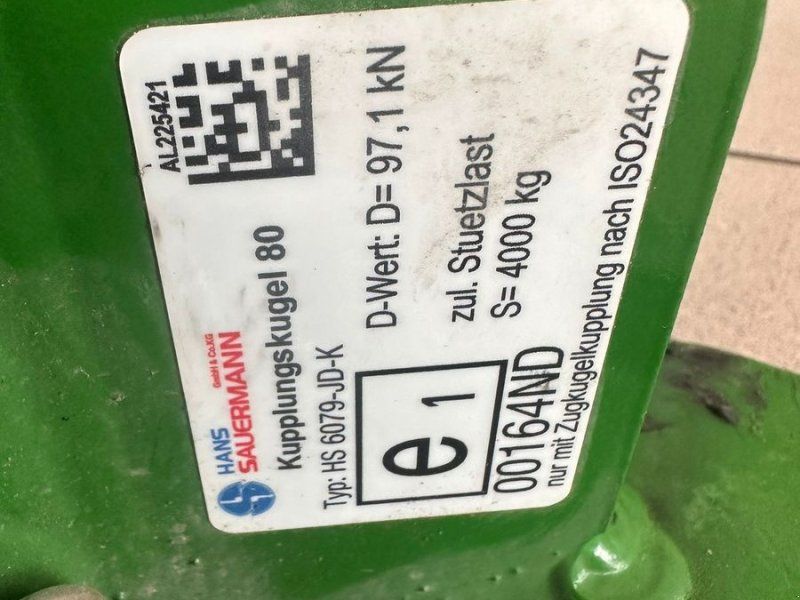 HANS
SAUERMANN
GmbH & Co.KG
AL225421
Kupplungskugel 80
Typ: HS 6079-JD-K
D-Wert: D= 97,1 kN
e 1
zul. Stuetzlast
S= 4000 kg
00164ND
nur mit Zugkugelkupplung nach ISO24347